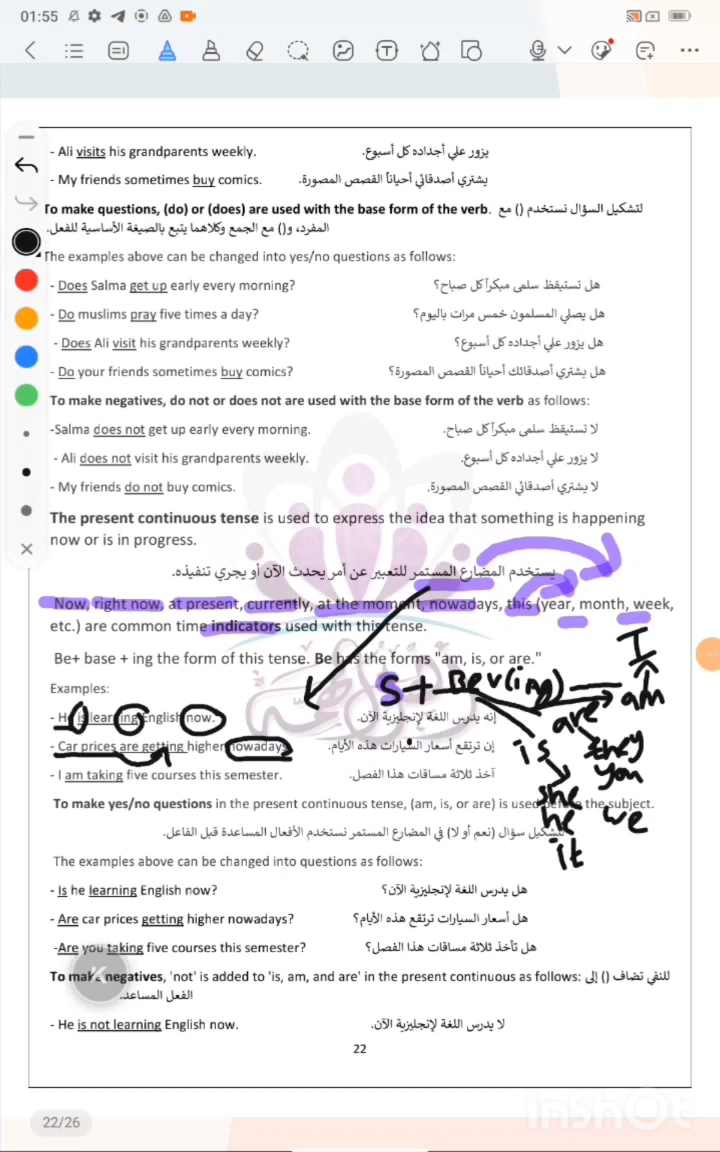 01:55
- Ali visits his grandparents weekly. يزور علي أجداده كل أسبوع.
- My friends sometimes buy comics. يشتري أصدقائي أحياناً القصص المصورة.
To make questions, (do) or (does) are used with the base form of the verb. لتشكيل السؤال نستخدم () مع
المفرد، و() مع الجمع وكلاهما يتبع بالصيغة الأساسية للفعل.
The examples above can be changed into yes/no questions as follows:
- Does Salma get up early every morning? هل تستيقظ سلمى مبكراً كل صباح؟
- Do muslims pray five times a day? هل يصلي المسلمون خمس مرات باليوم؟
- Does Ali visit his grandparents weekly? هل يزور علي أجداده كل أسبوع؟
- Do your friends sometimes buy comics? هل يشتري أصدقائك أحياناً القصص المصورة؟
To make negatives, do not or does not are used with the base form of the verb as follows:
-Salma does not get up early every morning. لا تستيقظ سلمى مبكراً كل صباح.
- Ali does not visit his grandparents weekly. لا يزور علي أجداده كل أسبوع.
- My friends do not buy comics. لا يشتري أصدقائي القصص المصورة.
The present continuous tense is used to express the idea that something is happening
now or is in progress.
يستخدم المضارع المستمر للتعبير عن أمر يحدث الآن أو يجري تنفيذه.
Now, right now, at present, currently, at the moment, nowadays, this (year, month, week,
etc.) are common time indicators used with this tense.
Be+ base + ing the form of this tense. Be has the forms "am, is, or are."
I
S + Be v(ing)
am
are
is
they
you
we
she
he
it
Examples:
- He is learning English now. إنه يدرس اللغة لإنجليزية الآن.
- Car prices are getting higher nowadays. إن ترتقع أسعار السيارات هذه الأيام.
- I am taking five courses this semester. آخذ ثلاثة مساقات هذا الفصل.
To make yes/no questions in the present continuous tense, (am, is, or are) is used before the subject.
لتشكيل سؤال (نعم أو لا) في المضارع المستمر نستخدم الأفعال المساعدة قبل الفاعل.
The examples above can be changed into questions as follows:
- Is he learning English now? هل يدرس اللغة لإنجليزية الآن؟
- Are car prices getting higher nowadays? هل أسعار السيارات ترتقع هذه الأيام؟
-Are you taking five courses this semester? هل تأخذ ثلاثة مساقات هذا الفصل؟
To make negatives, 'not' is added to 'is, am, and are' in the present continuous as follows: للنفي تضاف () إلى
الفعل المساعد.
- He is not learning English now. لا يدرس اللغة لإنجليزية الآن.
22
22/26
InShOt